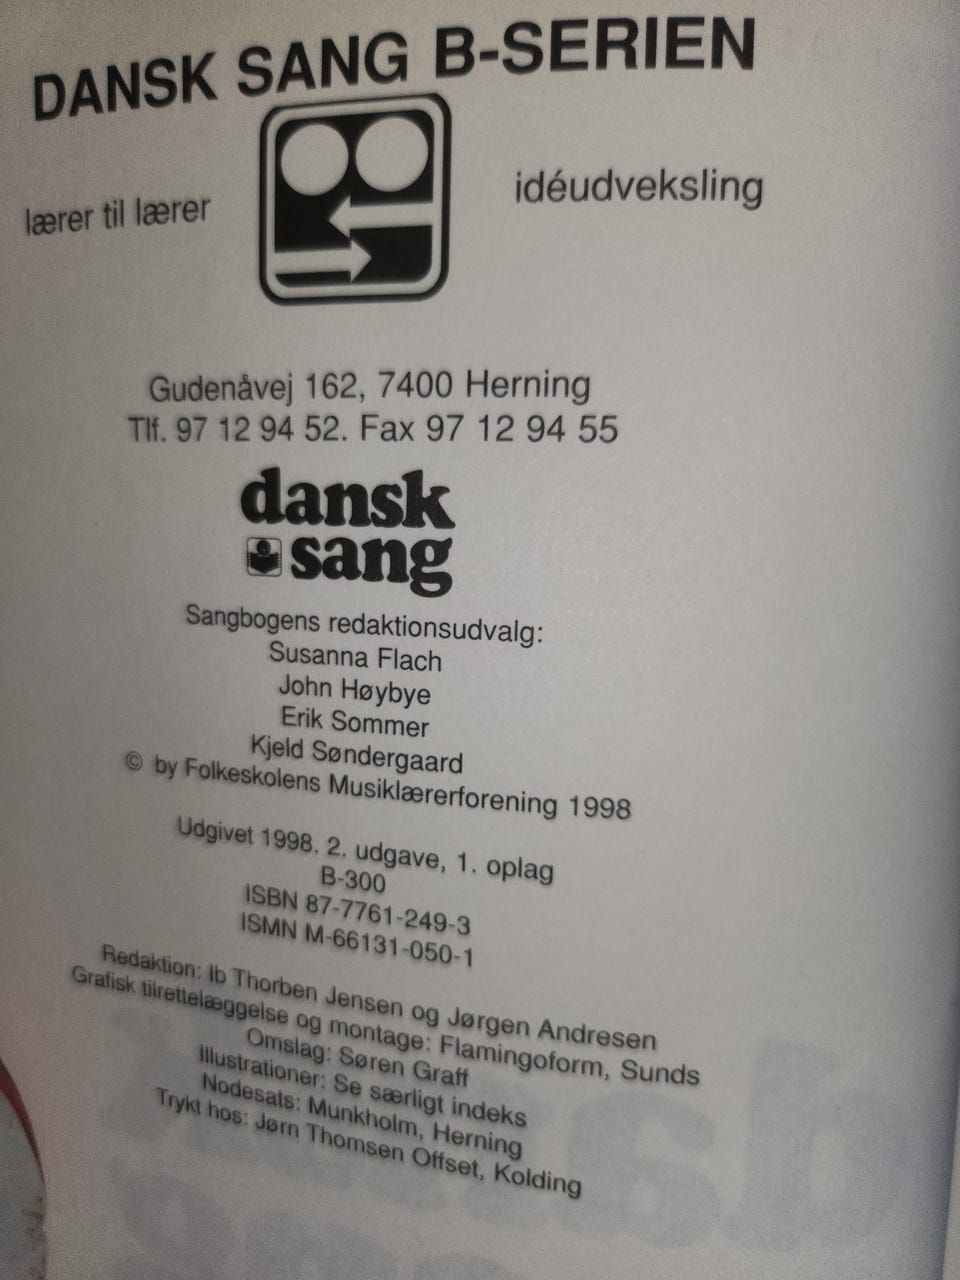 DANSK SANG B-SERIEN
lærer til lærer
idéudveksling
Gudenåvej 162, 7400 Herning
Tlf. 97 12 94 52. Fax 97 12 94 55
dansk
sang
Sangbogens redaktionsudvalg:
Susanna Flach
John Høybye
Erik Sommer
Kjeld Søndergaard
© by Folkeskolens Musiklærerforening 1998
Udgivet 1998. 2. udgave, 1. oplag
B-300
ISBN 87-7761-249-3
ISMN M-66131-050-1
Redaktion: Ib Thorben Jensen og Jørgen Andresen
Grafisk tilrettelæggelse og montage: Flamingoform, Sunds
Omslag: Søren Graff
Illustrationer: Se særligt indeks
Nodesats: Munkholm, Herning
Trykt hos: Jørn Thomsen Offset, Kolding